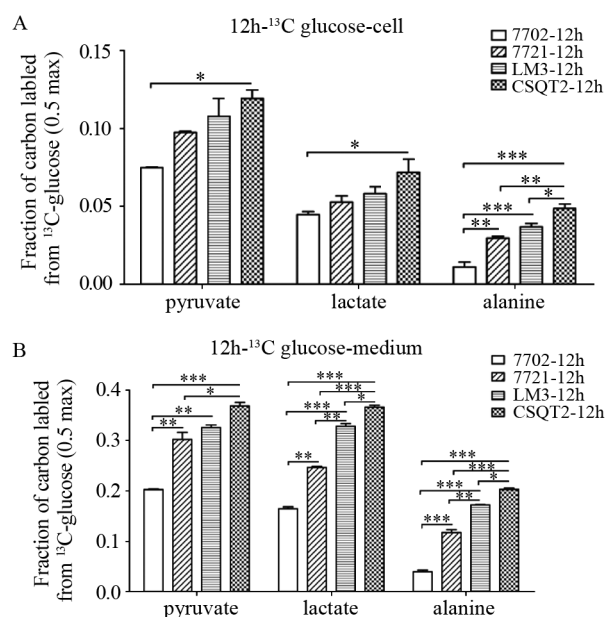 A
12h-¹³C glucose-cell
7702-12h
7721-12h
LM3-12h
CSQT2-12h
Fraction of carbon labled
from ¹³C-glucose (0.5 max)
0.15
0.10
0.05
0.00
*
*
***
**
*
***
**
pyruvate
lactate
alanine
B
12h-¹³C glucose-medium
7702-12h
7721-12h
LM3-12h
CSQT2-12h
Fraction of carbon labled
from ¹³C-glucose (0.5 max)
0.4
0.3
0.2
0.1
0.0
***
*
**
**
***
***
*
***
**
**
***
***
*
***
**
***
pyruvate
lactate
alanine